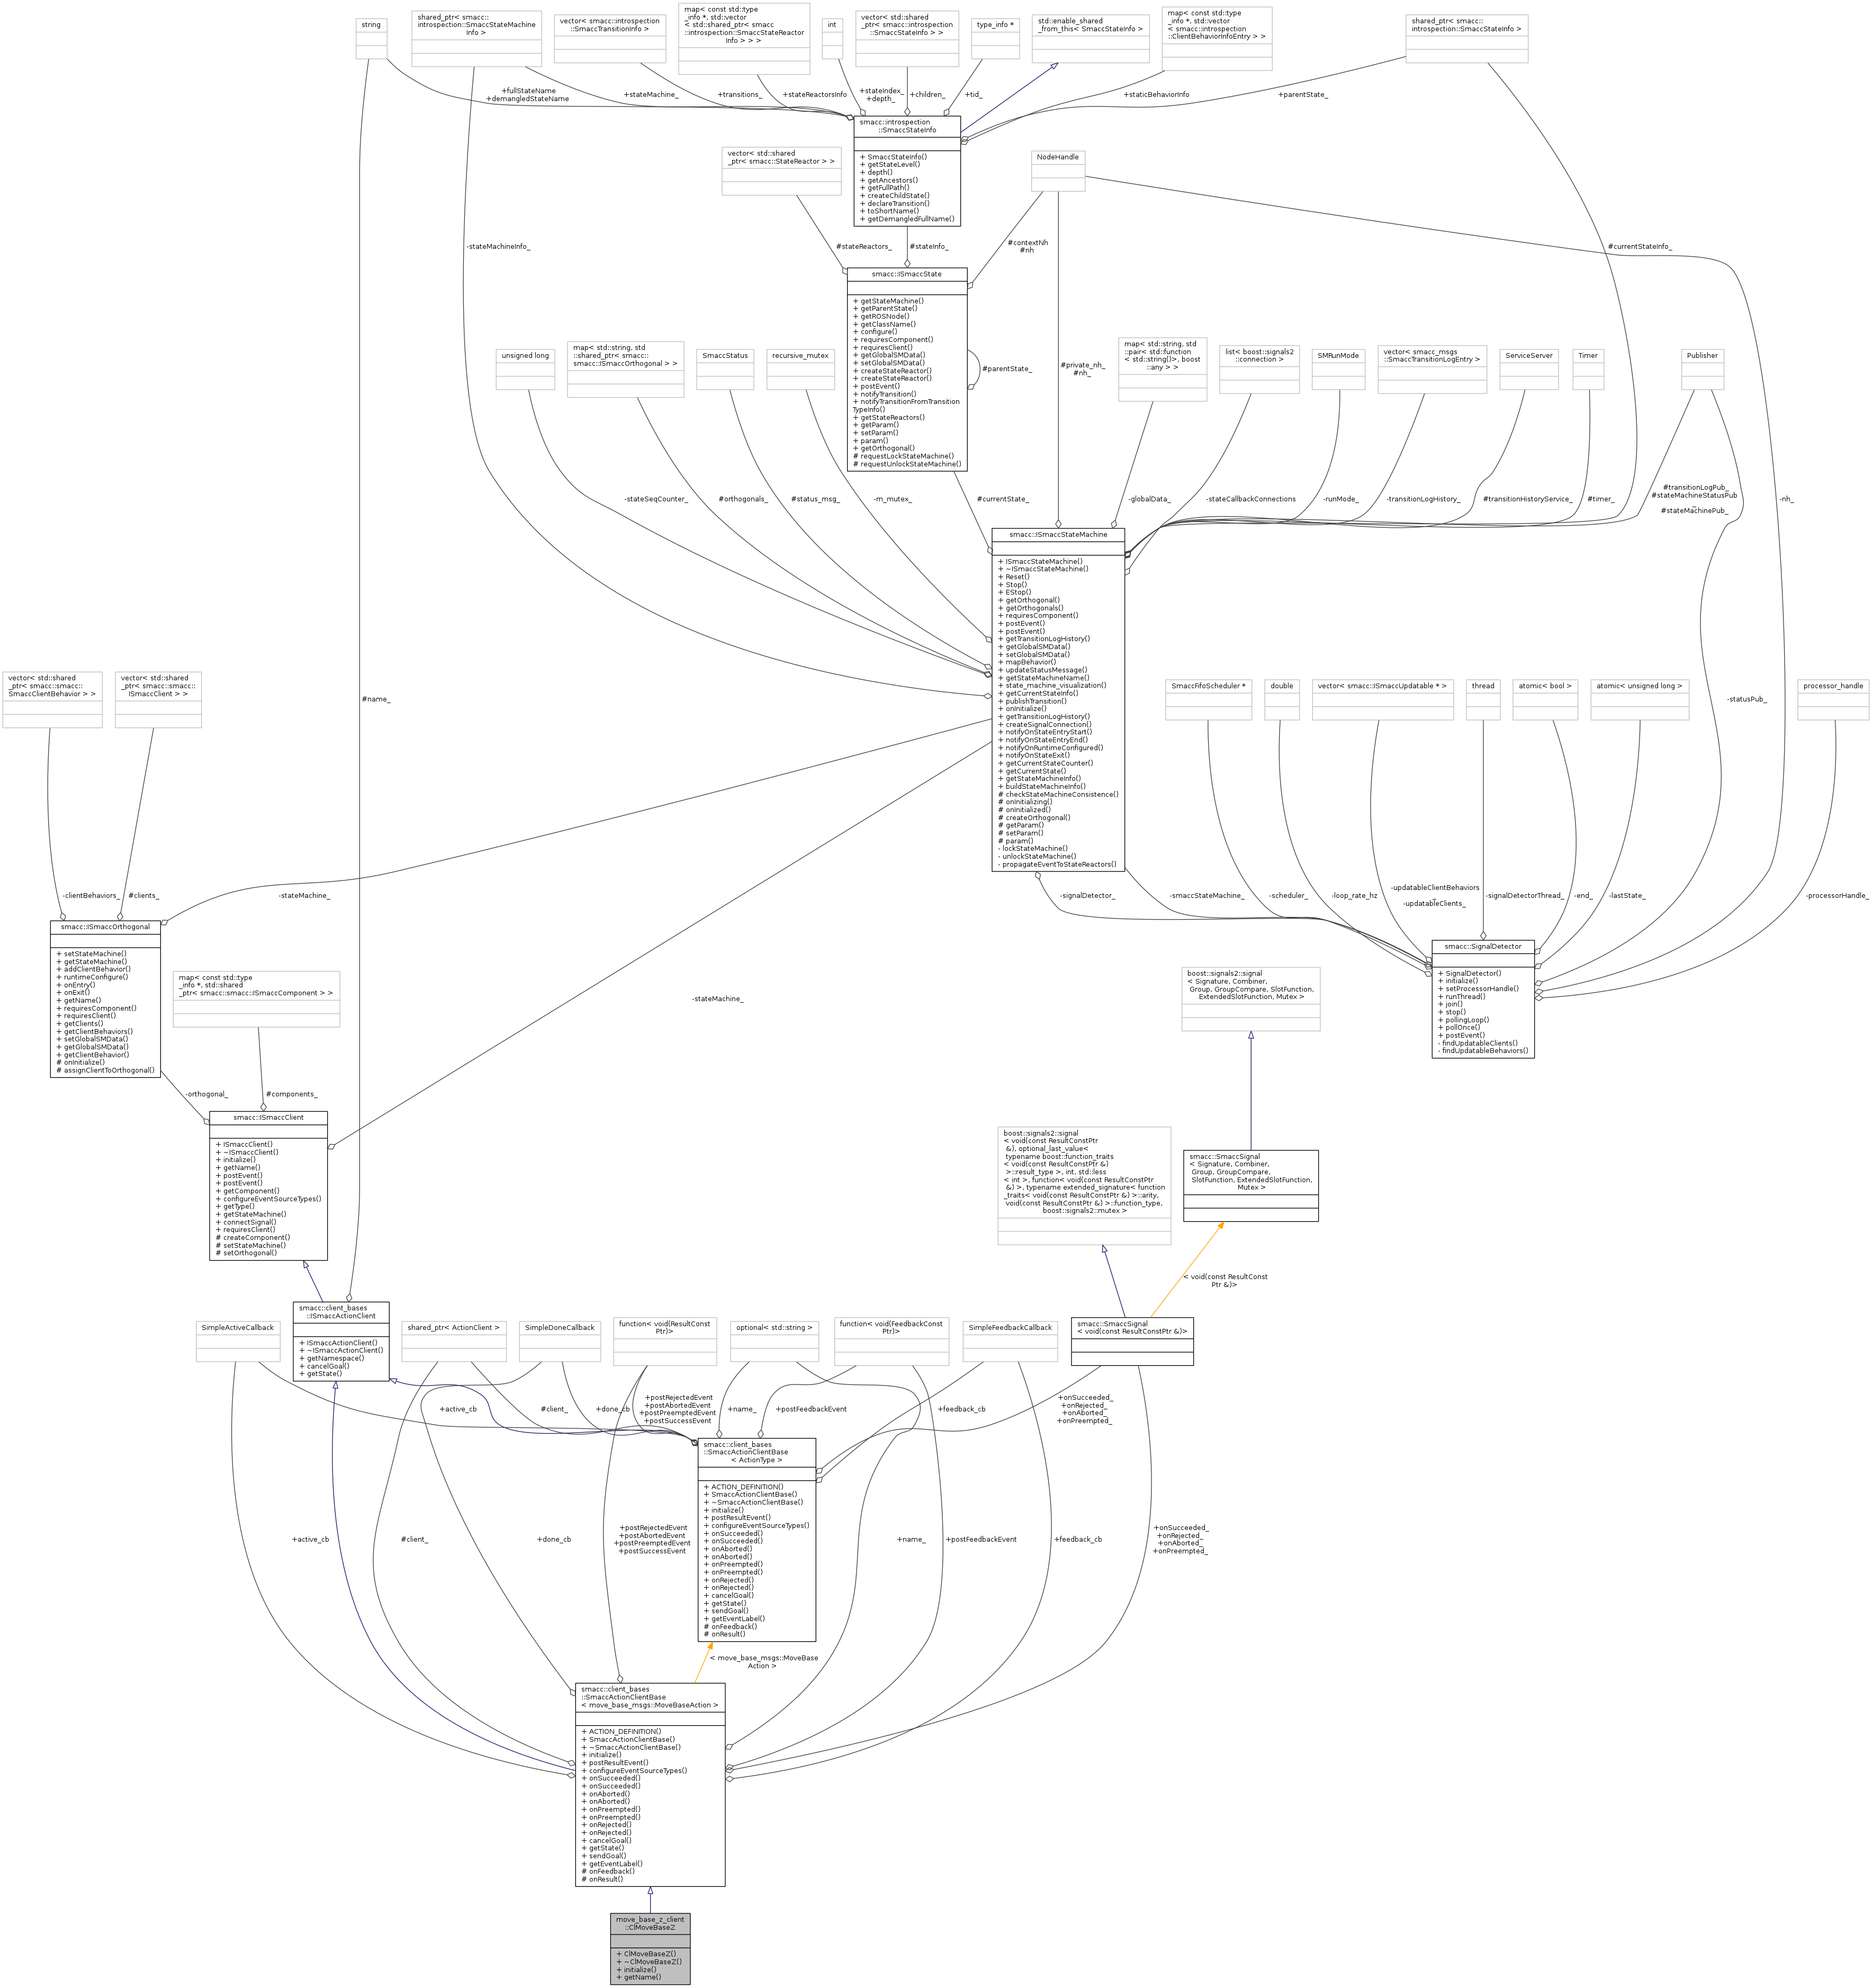 string
shared_ptr< smacc::
introspection::SmaccStateMachine
Info >
vector< smacc::introspection
::SmaccTransitionInfo >
map< const std::type
_info *, std::vector
< std::shared_ptr< smacc
::introspection::SmaccStateReactor
Info > > >
int
vector< std::shared
_ptr< smacc::introspection
::SmaccStateInfo > >
type_info *
std::enable_shared
_from_this< SmaccStateInfo >
map< const std::type
_info *, std::vector
< smacc::introspection
::ClientBehaviorInfoEntry > >
shared_ptr< smacc::
introspection::SmaccStateInfo >
+fullStateName
+demangledStateName
+stateMachine_
+transitions_
+stateReactorsInfo
+stateIndex_
+depth_
+children_
+tid_
+staticBehaviorInfo
+parentState_
smacc::introspection
::SmaccStateInfo
+ SmaccStateInfo()
+ getStateLevel()
+ depth()
+ getAncestors()
+ getFullPath()
+ createChildState()
+ declareTransition()
+ toShortName()
+ getDemangledFullName()
vector< std::shared
_ptr< smacc::StateReactor > >
NodeHandle
-stateMachineInfo_
#stateReactors_
#stateInfo_
#contextNh
#nh
#currentStateInfo_
smacc::ISmaccState
+ getStateMachine()
+ getParentState()
+ getROSNode()
+ getClassName()
+ configure()
+ requiresComponent()
+ requiresClient()
+ getGlobalSMData()
+ setGlobalSMData()
+ createStateReactor()
+ createStateReactor()
+ postEvent()
+ notifyTransition()
+ notifyTransitionFromTransition
TypeInfo()
+ getStateReactors()
+ getParam()
+ setParam()
+ param()
+ getOrthogonal()
# requestLockStateMachine()
# requestUnlockStateMachine()
#parentState_
#private_nh_
#nh_
unsigned long
map< std::string, std
::shared_ptr< smacc::
smacc::ISmaccOrthogonal > >
SmaccStatus
recursive_mutex
map< std::string, std
::pair< std::function
< std::string()>, boost
::any > >
list< boost::signals2
::connection >
SMRunMode
vector< smacc_msgs
::SmaccTransitionLogEntry >
ServiceServer
Timer
Publisher
-stateSeqCounter_
#orthogonals_
#status_msg_
-m_mutex_
#currentState_
-globalData_
-stateCallbackConnections
-runMode_
-transitionLogHistory_
#transitionHistoryService_
#timer_
#transitionLogPub_
#stateMachineStatusPub
_
#stateMachinePub_
-nh_
smacc::ISmaccStateMachine
+ ISmaccStateMachine()
+ ~ISmaccStateMachine()
+ Reset()
+ Stop()
+ EStop()
+ getOrthogonal()
+ getOrthogonals()
+ requiresComponent()
+ postEvent()
+ postEvent()
+ getTransitionLogHistory()
+ getGlobalSMData()
+ setGlobalSMData()
+ mapBehavior()
+ updateStatusMessage()
+ getStateMachineName()
+ state_machine_visualization()
+ getCurrentStateInfo()
+ publishTransition()
+ onInitialize()
+ getTransitionLogHistory()
+ createSignalConnection()
+ notifyOnStateEntryStart()
+ notifyOnStateEntryEnd()
+ notifyOnRuntimeConfigured()
+ notifyOnStateExit()
+ getCurrentStateCounter()
+ getCurrentState()
+ getStateMachineInfo()
+ buildStateMachineInfo()
# checkStateMachineConsistence()
# onInitializing()
# onInitialized()
# createOrthogonal()
# getParam()
# setParam()
# param()
- lockStateMachine()
- unlockStateMachine()
- propagateEventToStateReactors()
vector< std::shared
_ptr< smacc::smacc::
SmaccClientBehavior > >
vector< std::shared
_ptr< smacc::smacc::
ISmaccClient > >
#name_
SmaccFifoScheduler *
double
vector< smacc::ISmaccUpdatable * >
thread
atomic< bool >
atomic< unsigned long >
processor_handle
-statusPub_
-clientBehaviors_
#clients_
-stateMachine_
-signalDetector_
-smaccStateMachine_
-scheduler_
-loop_rate_hz
-updatableClientBehaviors
_
-updatableClients_
-signalDetectorThread_
-end_
-lastState_
-processorHandle_
smacc::ISmaccOrthogonal
+ setStateMachine()
+ getStateMachine()
+ addClientBehavior()
+ runtimeConfigure()
+ onEntry()
+ onExit()
+ getName()
+ requiresComponent()
+ requiresClient()
+ getClients()
+ getClientBehaviors()
+ setGlobalSMData()
+ getGlobalSMData()
+ getClientBehavior()
# onInitialize()
# assignClientToOrthogonal()
map< const std::type
_info *, std::shared
_ptr< smacc::smacc::ISmaccComponent > >
-stateMachine_
smacc::SignalDetector
+ SignalDetector()
+ initialize()
+ setProcessorHandle()
+ runThread()
+ join()
+ stop()
+ pollingLoop()
+ pollOnce()
+ postEvent()
- findUpdatableClients()
- findUpdatableBehaviors()
boost::signals2::signal
< Signature, Combiner,
Group, GroupCompare, SlotFunction,
ExtendedSlotFunction, Mutex >
-orthogonal_
#components_
smacc::ISmaccClient
+ ISmaccClient()
+ ~ISmaccClient()
+ initialize()
+ getName()
+ postEvent()
+ postEvent()
+ getComponent()
+ configureEventSourceTypes()
+ getType()
+ getStateMachine()
+ connectSignal()
+ requiresClient()
# createComponent()
# setStateMachine()
# setOrthogonal()
boost::signals2::signal
< void(const ResultConstPtr
&), optional_last_value<
typename boost::function_traits
< void(const ResultConstPtr &)
>::result_type >, int, std::less
< int >, function< void(const ResultConstPtr
&) >, typename extended_signature< function
_traits< void(const ResultConstPtr &) >::arity,
void(const ResultConstPtr &) >::function_type,
boost::signals2::mutex >
smacc::SmaccSignal
< Signature, Combiner,
Group, GroupCompare,
SlotFunction, ExtendedSlotFunction,
Mutex >
< void(const ResultConst
Ptr &)>
smacc::client_bases
::ISmaccActionClient
+ ISmaccActionClient()
+ ~ISmaccActionClient()
+ getNamespace()
+ cancelGoal()
+ getState()
SimpleActiveCallback
shared_ptr< ActionClient >
SimpleDoneCallback
function< void(ResultConst
Ptr)>
optional< std::string >
function< void(FeedbackConst
Ptr)>
SimpleFeedbackCallback
smacc::SmaccSignal
< void(const ResultConstPtr &)>
+active_cb
#client_
+done_cb
+postRejectedEvent
+postAbortedEvent
+postPreemptedEvent
+postSuccessEvent
+name_
+postFeedbackEvent
+feedback_cb
+onSucceeded_
+onRejected_
+onAborted_
+onPreempted_
smacc::client_bases
::SmaccActionClientBase
< ActionType >
+ ACTION_DEFINITION()
+ SmaccActionClientBase()
+ ~SmaccActionClientBase()
+ initialize()
+ postResultEvent()
+ configureEventSourceTypes()
+ onSucceeded()
+ onSucceeded()
+ onAborted()
+ onAborted()
+ onPreempted()
+ onPreempted()
+ onRejected()
+ onRejected()
+ cancelGoal()
+ getState()
+ sendGoal()
+ getEventLabel()
# onFeedback()
# onResult()
+active_cb
#client_
+done_cb
+postRejectedEvent
+postAbortedEvent
+postPreemptedEvent
+postSuccessEvent
+name_
+postFeedbackEvent
+feedback_cb
+onSucceeded_
+onRejected_
+onAborted_
+onPreempted_
< move_base_msgs::MoveBase
Action >
smacc::client_bases
::SmaccActionClientBase
< move_base_msgs::MoveBaseAction >
+ ACTION_DEFINITION()
+ SmaccActionClientBase()
+ ~SmaccActionClientBase()
+ initialize()
+ postResultEvent()
+ configureEventSourceTypes()
+ onSucceeded()
+ onSucceeded()
+ onAborted()
+ onAborted()
+ onPreempted()
+ onPreempted()
+ onRejected()
+ onRejected()
+ cancelGoal()
+ getState()
+ sendGoal()
+ getEventLabel()
# onFeedback()
# onResult()
move_base_z_client
::ClMoveBaseZ
+ ClMoveBaseZ()
+ ~ClMoveBaseZ()
+ initialize()
+ getName()